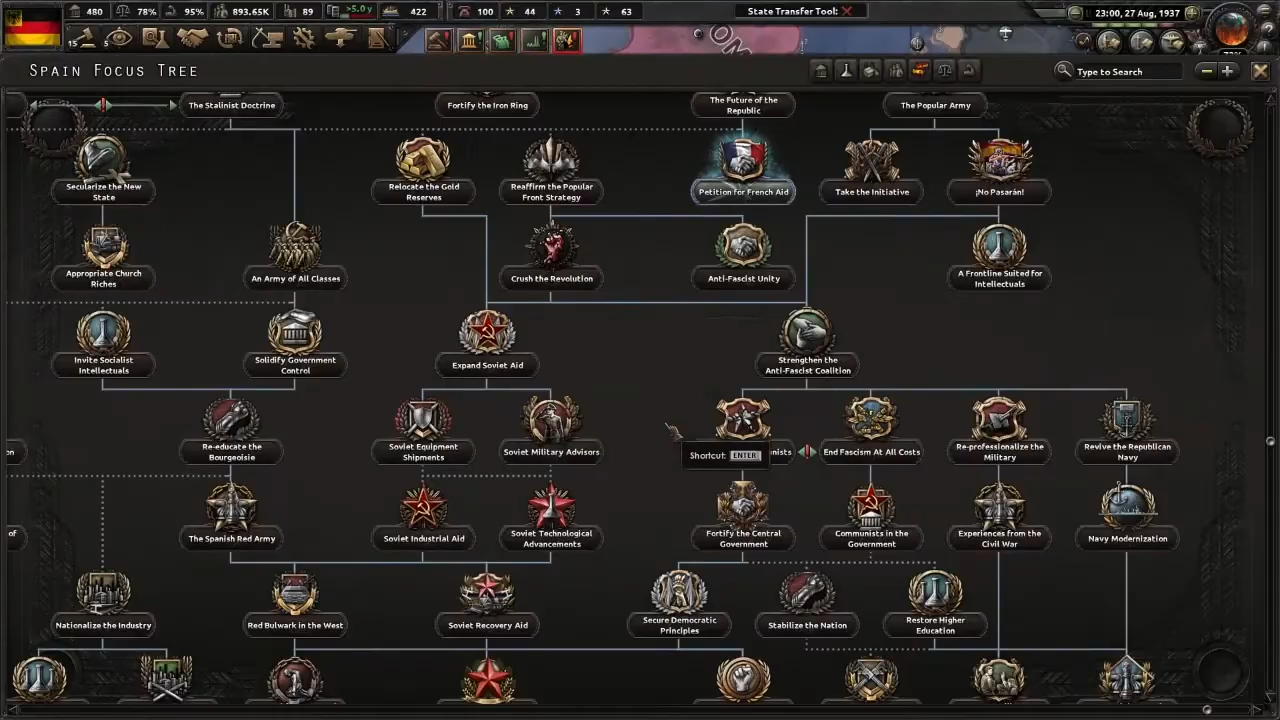 480
78%
95%
893.65K
89
>5.0 y
422
100
44
3
63
State Transfer Tool:
23:00, 27 Aug, 1937
15
5
SPAIN FOCUS TREE
Type to Search
The Stalinist Doctrine
Fortify the Iron Ring
The Future of the
Republic
The Popular Army
Secularize the New
State
Relocate the Gold
Reserves
Reaffirm the Popular
Front Strategy
Petition for French Aid
Take the Initiative
¡No Pasarán!
Appropriate Church
Riches
An Army of All Classes
Crush the Revolution
Anti-Fascist Unity
A Frontline Suited for
Intellectuals
Invite Socialist
Intellectuals
Solidify Government
Control
Expand Soviet Aid
Strengthen the
Anti-Fascist Coalition
Re-educate the
Bourgeoisie
Soviet Equipment
Shipments
Soviet Military Advisors
Shortcut: ENTER
nists
End Fascism At All Costs
Re-professionalize the
Military
Revive the Republican
Navy
The Spanish Red Army
Soviet Industrial Aid
Soviet Technological
Advancements
Fortify the Central
Government
Communists in the
Government
Experiences from the
Civil War
Navy Modernization
of
Nationalize the Industry
Red Bulwark in the West
Soviet Recovery Aid
Secure Democratic
Principles
Stabilize the Nation
Restore Higher
Education